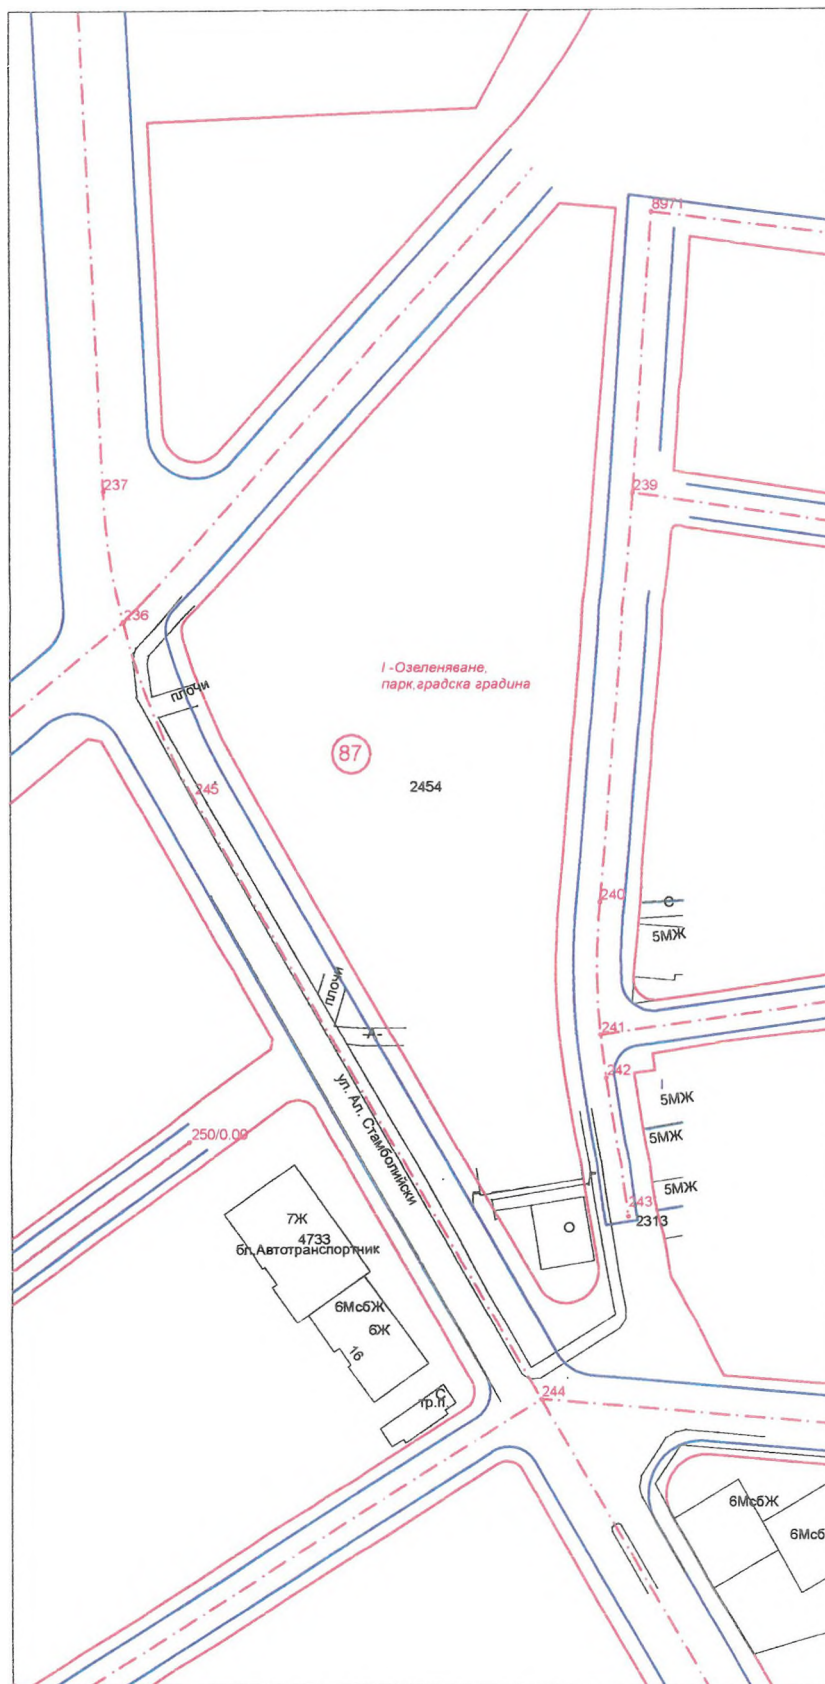 8971
237
239
236
I -Озеленяване,
парк,градска градина
плочи
87
245
2454
240
С
5МЖ
плочи
241
-А-
242
ул. Ал. Стамболийски
5МЖ
250/0.00
5МЖ
5МЖ
243
7Ж
4733
бл.Автотранспортник
О
2313
6МсбЖ
6Ж
16
С
тр.п.
244
6МсбЖ
6Мсб